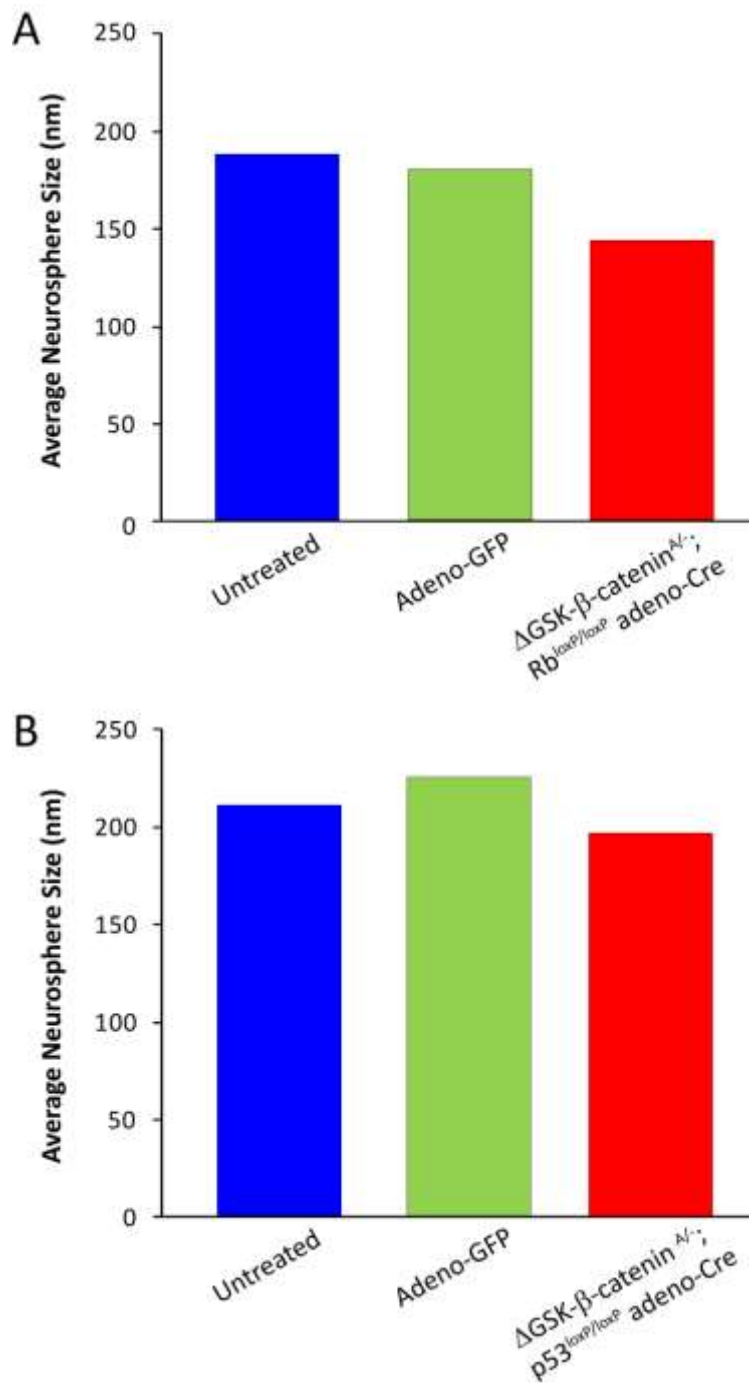 A
Average Neurosphere Size (nm)
250
200
150
100
50
0
Untreated
Adeno-GFP
ΔGSK-β-catenin^A/-;
Rb^loxP/loxP adeno-Cre
B
Average Neurosphere Size (nm)
250
200
150
100
50
0
Untreated
Adeno-GFP
ΔGSK-β-catenin ^A/-;
p53^loxP/loxP adeno-Cre